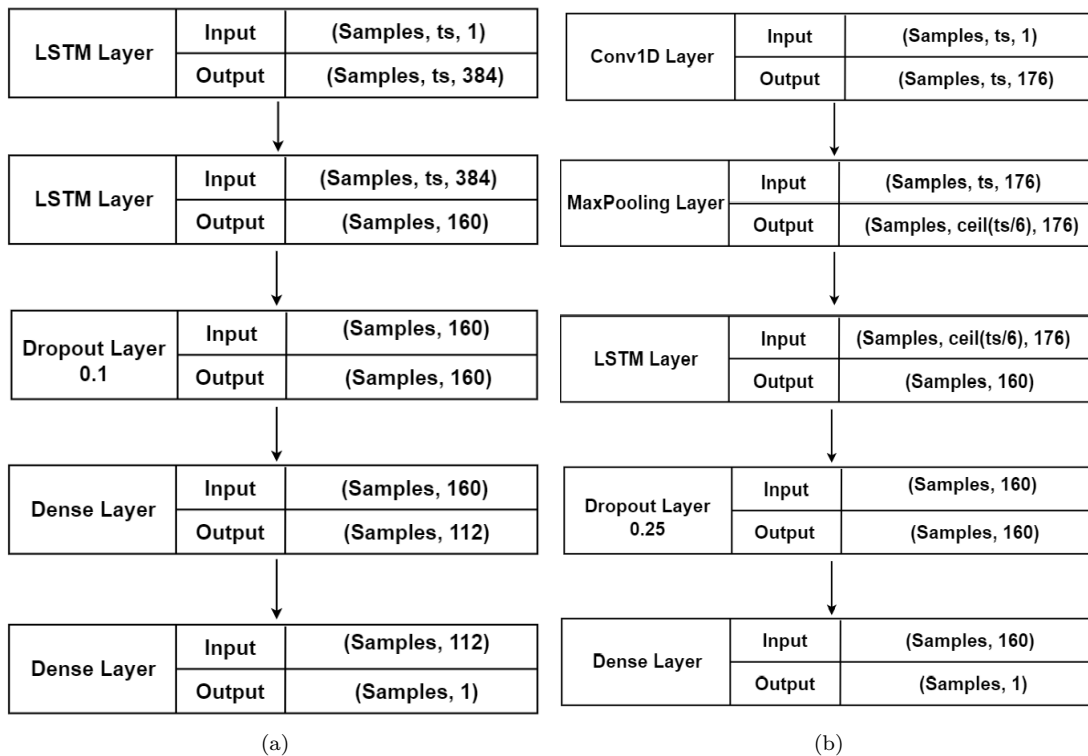 LSTM Layer
Input
(Samples, ts, 1)
Output
(Samples, ts, 384)
LSTM Layer
Input
(Samples, ts, 384)
Output
(Samples, 160)
Dropout Layer
0.1
Input
(Samples, 160)
Output
(Samples, 160)
Dense Layer
Input
(Samples, 160)
Output
(Samples, 112)
Dense Layer
Input
(Samples, 112)
Output
(Samples, 1)
(a)
Conv1D Layer
Input
(Samples, ts, 1)
Output
(Samples, ts, 176)
MaxPooling Layer
Input
(Samples, ts, 176)
Output
(Samples, ceil(ts/6), 176)
LSTM Layer
Input
(Samples, ceil(ts/6), 176)
Output
(Samples, 160)
Dropout Layer
0.25
Input
(Samples, 160)
Output
(Samples, 160)
Dense Layer
Input
(Samples, 160)
Output
(Samples, 1)
(b)